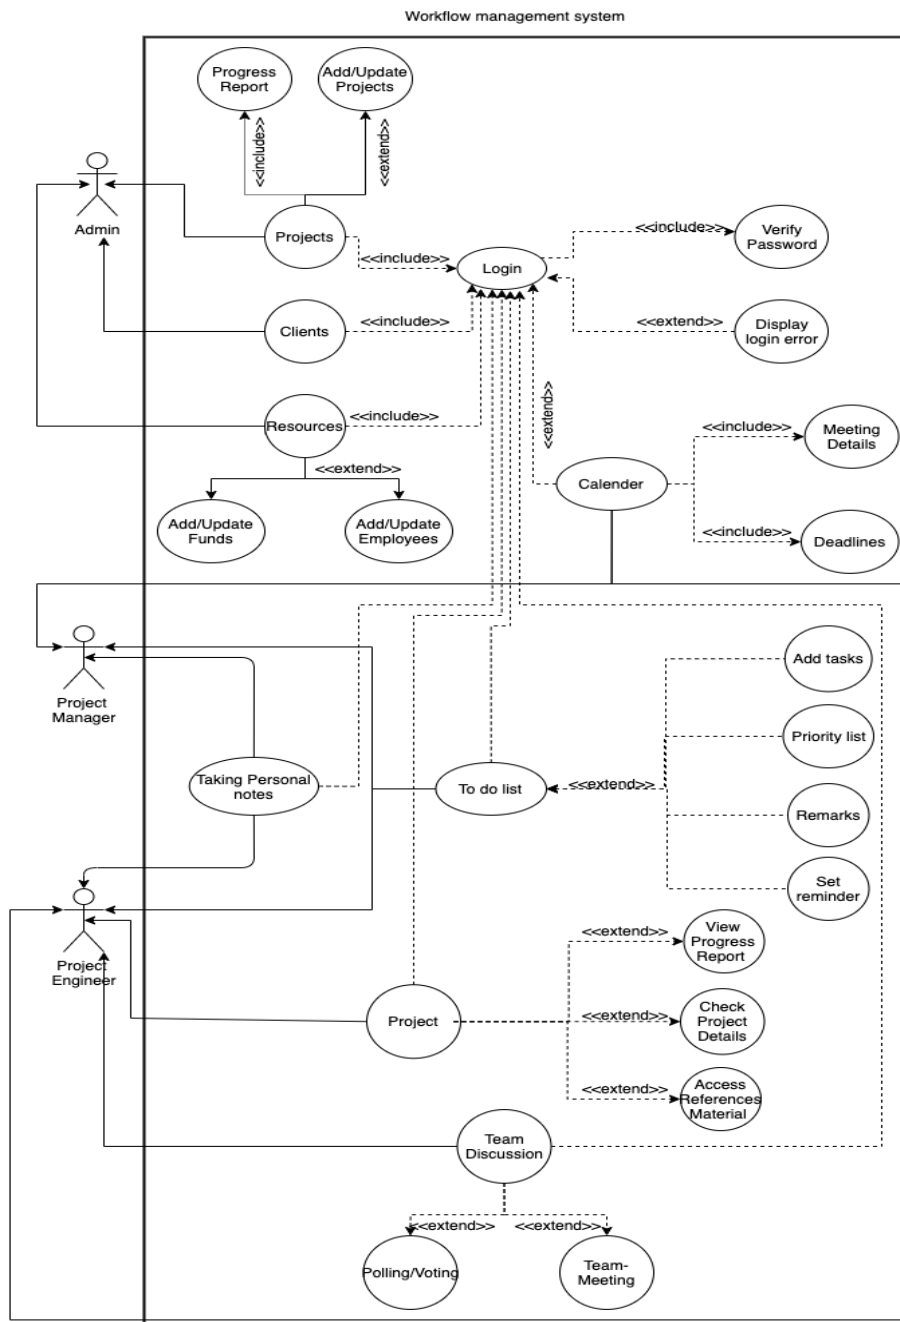 Workflow management system
Progress
Report
Add/Update
Projects
<<include>>
<<extend>>
Admin
Projects
<<include>>
Login
<<include>>
Verify
Password
Clients
<<include>>
<<extend>>
Display
login error
Resources
<<include>>
<<extend>>
<<include>>
Meeting
Details
<<extend>>
Calender
Add/Update
Funds
Add/Update
Employees
<<include>>
Deadlines
Project
Manager
Add tasks
Priority list
Taking Personal
notes
To do list
<<extend>>
Remarks
Set
reminder
Project
Engineer
<<extend>>
View
Progress
Report
Project
<<extend>>
Check
Project
Details
<<extend>>
Access
References
Material
Team
Discussion
<<extend>>
<<extend>>
Polling/Voting
Team-
Meeting